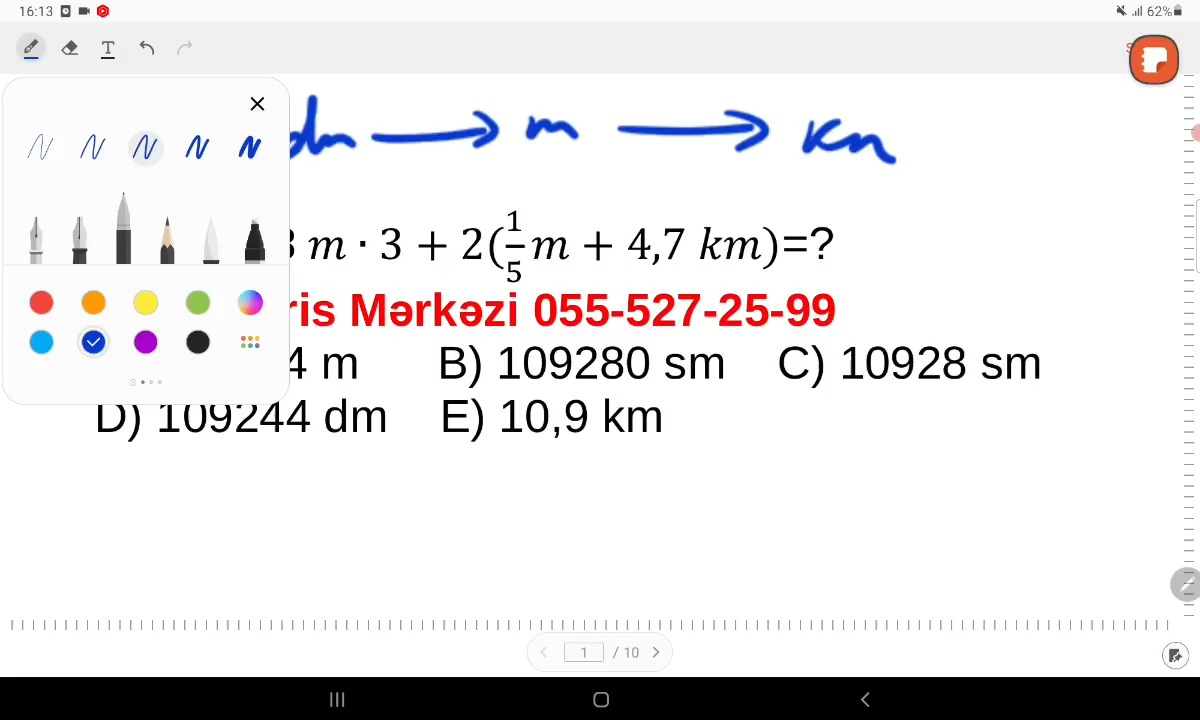 16:13 62%
T
dm → m → km
m · 3 + 2(1/5 m + 4,7 km)=?
Mərkəzi 055-527-25-99
4 m B) 109280 sm C) 10928 sm
D) 109244 dm E) 10,9 km
1 / 10